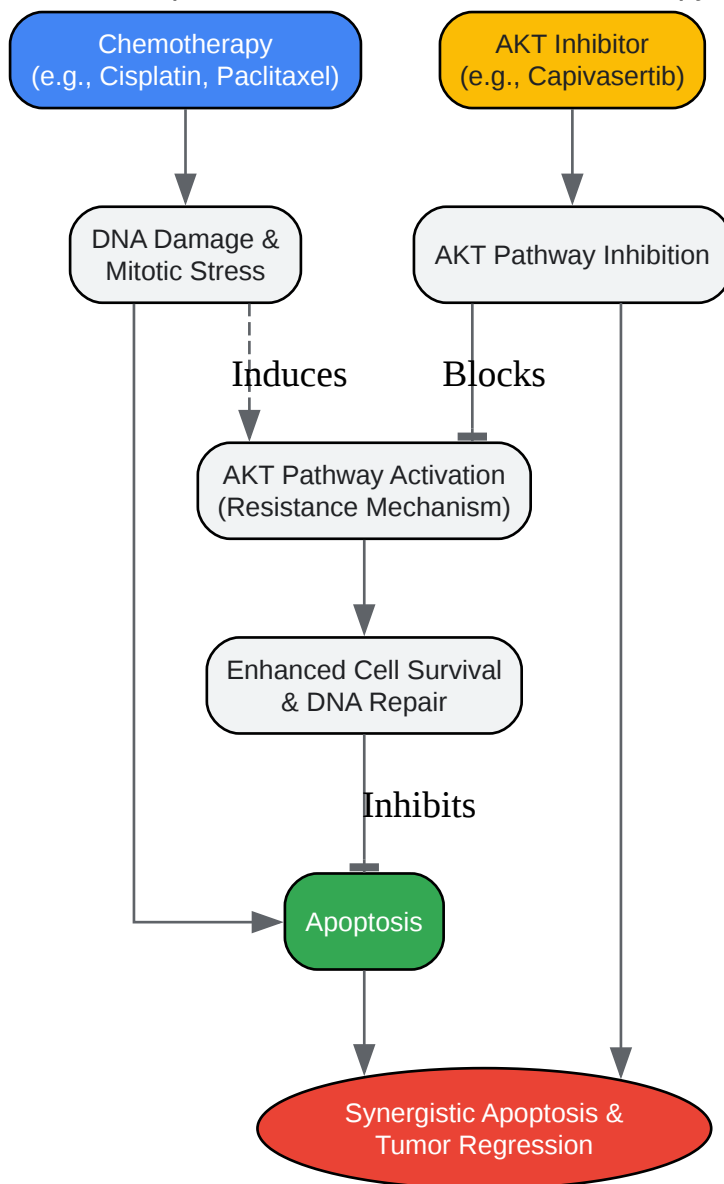 Chemotherapy
(e.g., Cisplatin, Paclitaxel)
AKT Inhibitor
(e.g., Capivasertib)
DNA Damage &
Mitotic Stress
AKT Pathway Inhibition
Induces
Blocks
AKT Pathway Activation
(Resistance Mechanism)
Enhanced Cell Survival
& DNA Repair
Inhibits
Apoptosis
Synergistic Apoptosis &
Tumor Regression